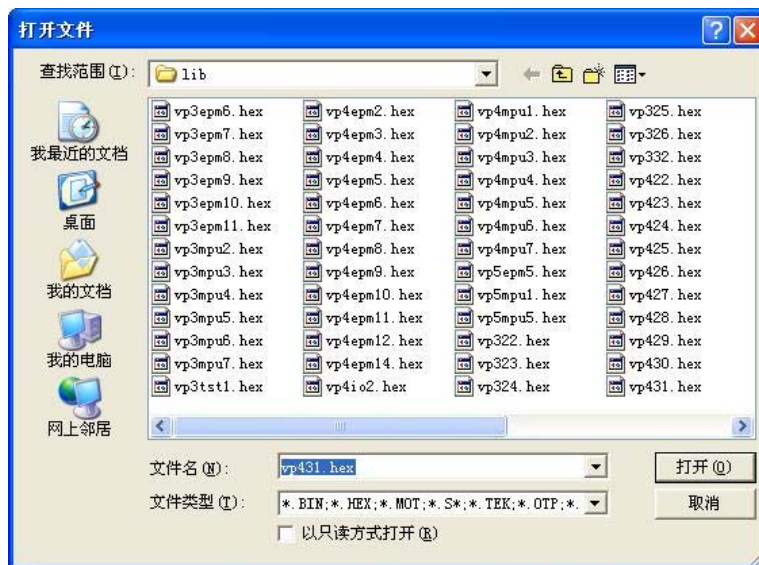 打开文件
查找范围(I):
lib
我最近的文档
桌面
我的文档
我的电脑
网上邻居
vp3epm6.hex
vp3epm7.hex
vp3epm8.hex
vp3epm9.hex
vp3epm10.hex
vp3epm11.hex
vp3mpu2.hex
vp3mpu3.hex
vp3mpu4.hex
vp3mpu5.hex
vp3mpu6.hex
vp3mpu7.hex
vp3tst1.hex
vp4epm2.hex
vp4epm3.hex
vp4epm4.hex
vp4epm5.hex
vp4epm6.hex
vp4epm7.hex
vp4epm8.hex
vp4epm9.hex
vp4epm10.hex
vp4epm11.hex
vp4epm12.hex
vp4epm14.hex
vp4io2.hex
vp4mpu1.hex
vp4mpu2.hex
vp4mpu3.hex
vp4mpu4.hex
vp4mpu5.hex
vp4mpu6.hex
vp4mpu7.hex
vp5epm5.hex
vp5mpu1.hex
vp5mpu5.hex
vp322.hex
vp323.hex
vp324.hex
vp325.hex
vp326.hex
vp332.hex
vp422.hex
vp423.hex
vp424.hex
vp425.hex
vp426.hex
vp427.hex
vp428.hex
vp429.hex
vp430.hex
vp431.hex
文件名(N):
vp431.hex
打开(O)
文件类型(T):
*.BIN;*.HEX;*.MOT;*.S*;*.TEK;*.OTP;*.
取消
以只读方式打开(R)